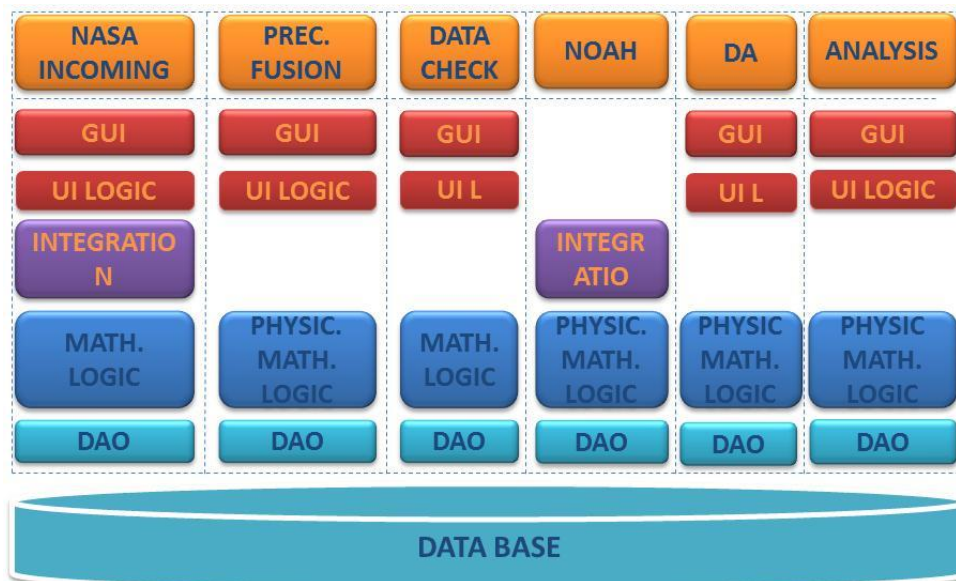 NASA
INCOMING
PREC.
FUSION
DATA
CHECK
NOAH
DA
ANALYSIS
GUI
GUI
GUI
GUI
GUI
UI LOGIC
UI LOGIC
UI L
UI L
UI LOGIC
INTEGRATIO
N
INTEGR
ATIO
MATH.
LOGIC
PHYSIC.
MATH.
LOGIC
MATH.
LOGIC
PHYSIC.
MATH.
LOGIC
PHYSIC
MATH.
LOGIC
PHYSIC
MATH.
LOGIC
DAO
DAO
DAO
DAO
DAO
DAO
DATA BASE